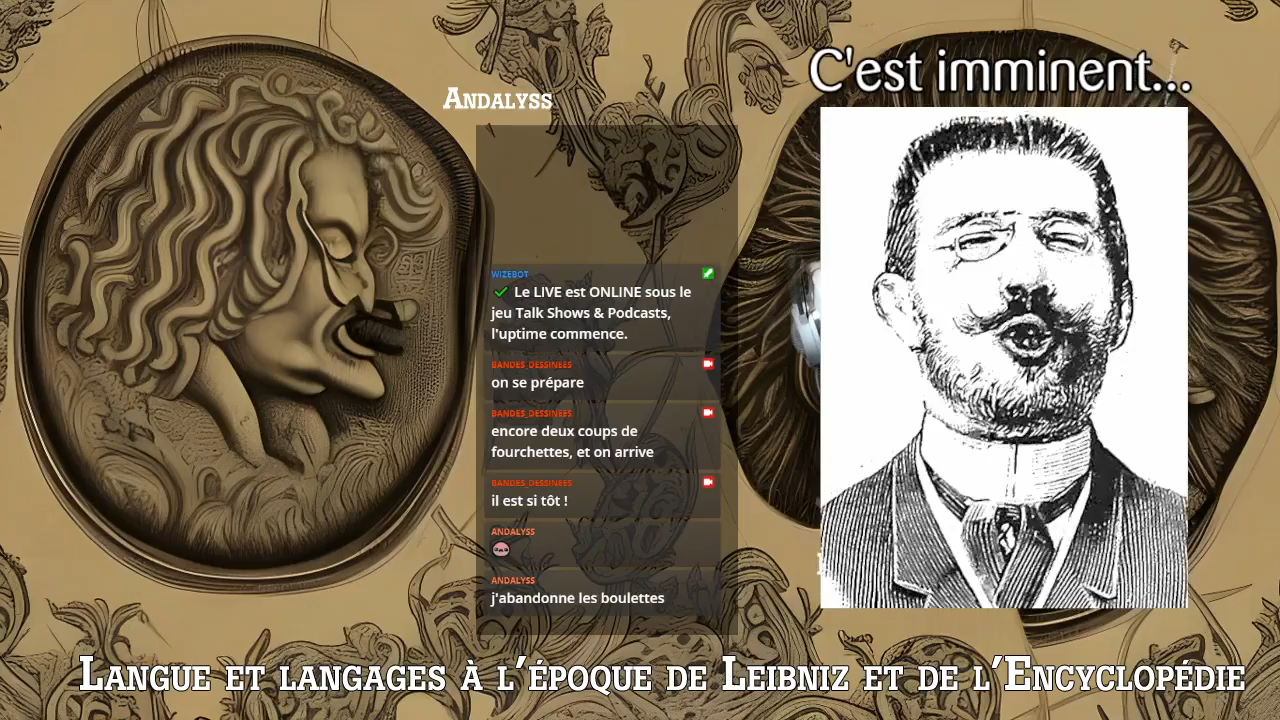 C'est imminent...
Andalyss
WIZEBOT
Le LIVE est ONLINE sous le
jeu Talk Shows & Podcasts,
l'uptime commence.
BANDES_DESSINEES
on se prépare
BANDES_DESSINEES
encore deux coups de
fourchettes, et on arrive
BANDES_DESSINEES
il est si tôt !
ANDALYSS
ANDALYSS
j'abandonne les boulettes
Langue et langages à l'époque de Leibniz et de l'Encyclopédie